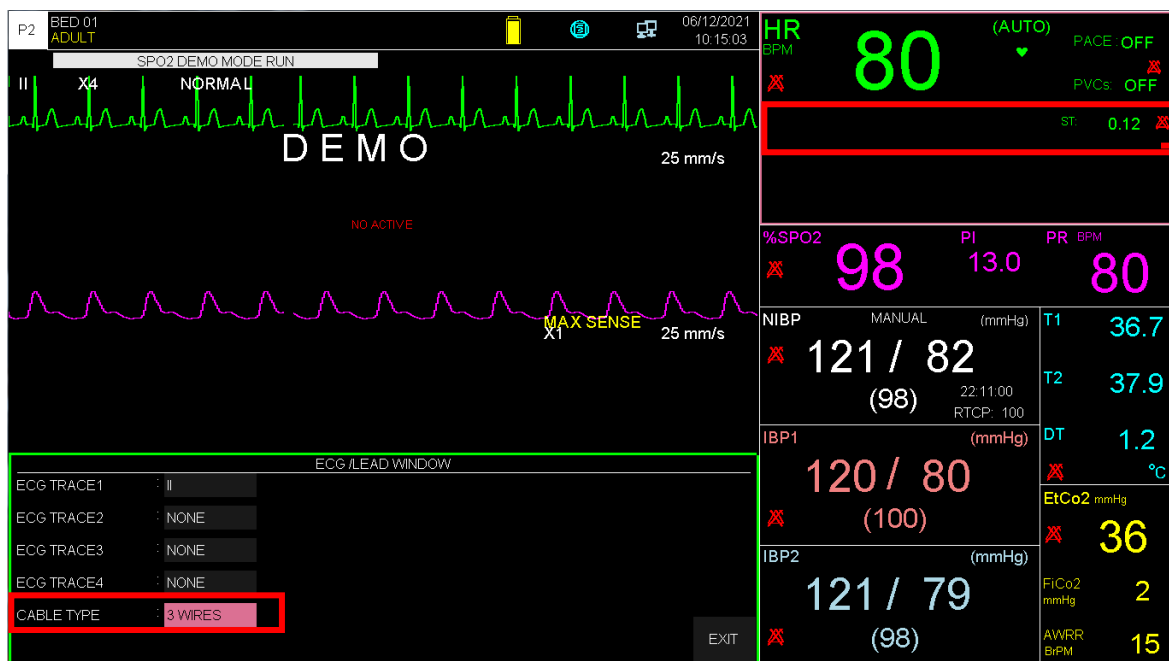 P2 BED 01
ADULT
06/12/2021
10:15:03
SPO2 DEMO MODE RUN
II X4 NORMAL
DEMO
25 mm/s
NO ACTIVE
MAX SENSE
X1
25 mm/s
ECG /LEAD WINDOW
ECG TRACE1 : II
ECG TRACE2 : NONE
ECG TRACE3 : NONE
ECG TRACE4 : NONE
CABLE TYPE : 3 WIRES
EXIT
HR
BPM
80
(AUTO)
PACE : OFF
PVCs: OFF
ST: 0.12
%SPO2
98
PI
13.0
PR BPM
80
NIBP MANUAL (mmHg)
121 / 82
(98)
22:11:00
RTCP: 100
T1 36.7
T2 37.9
DT 1.2
°C
IBP1 (mmHg)
120 / 80
(100)
IBP2 (mmHg)
121 / 79
(98)
EtCo2 mmHg
36
FiCo2
mmHg
2
AWRR
BrPM
15